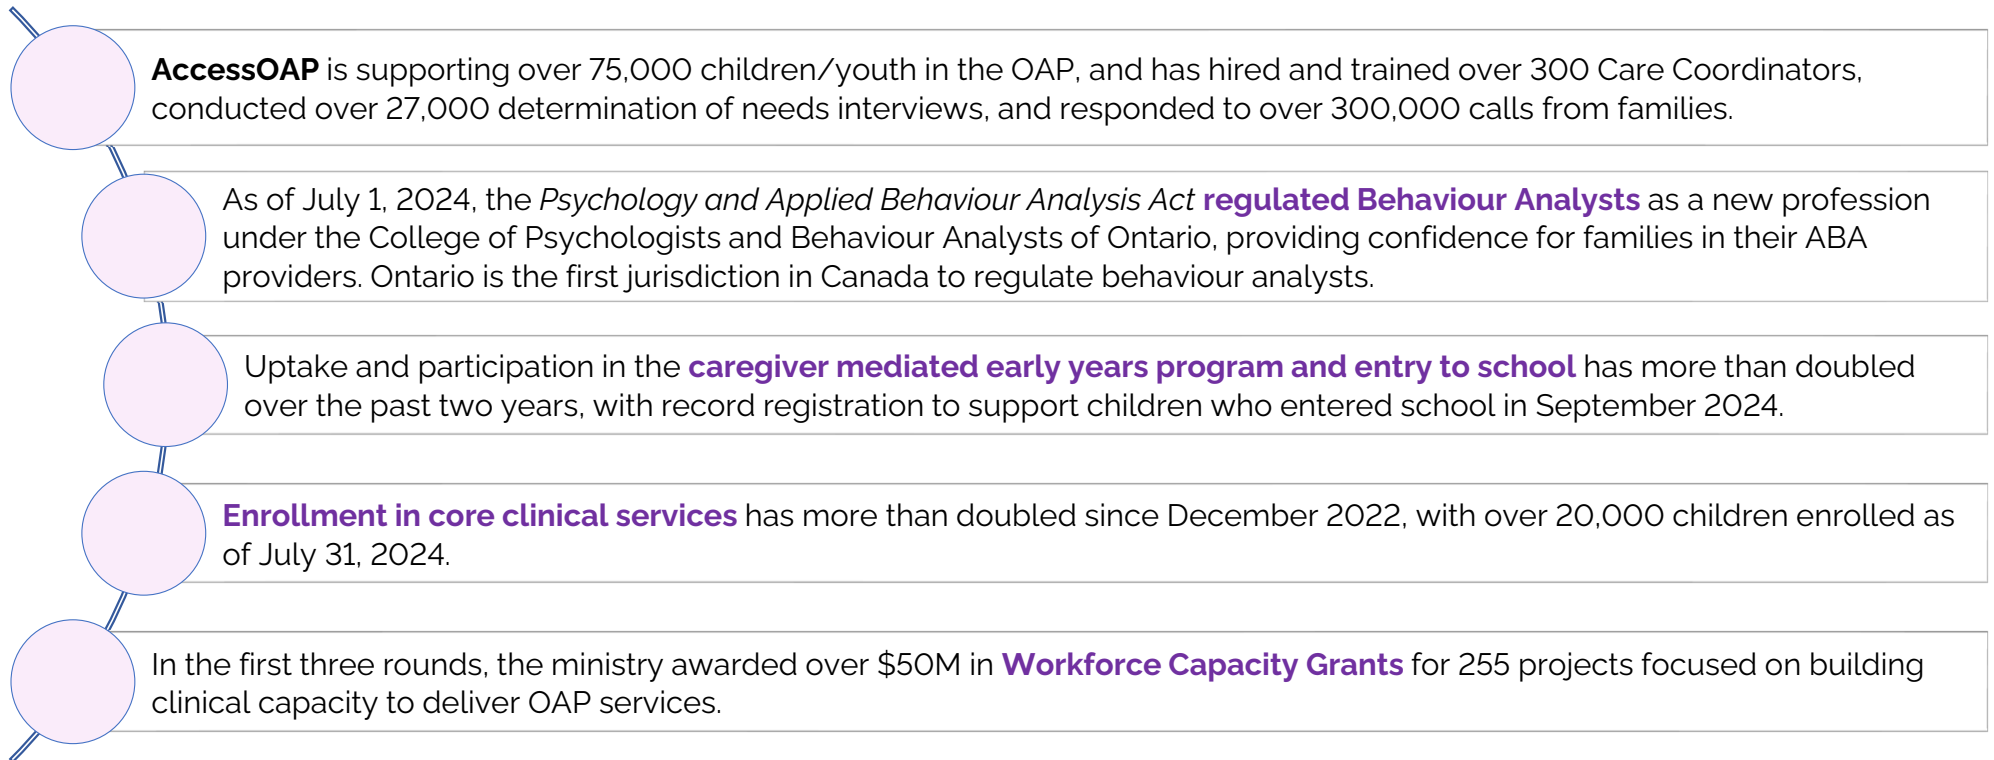 AccessOAP is supporting over 75,000 children/youth in the OAP, and has hired and trained over 300 Care Coordinators,
conducted over 27,000 determination of needs interviews, and responded to over 300,000 calls from families.
As of July 1, 2024, the Psychology and Applied Behaviour Analysis Act regulated Behaviour Analysts as a new profession
under the College of Psychologists and Behaviour Analysts of Ontario, providing confidence for families in their ABA
providers. Ontario is the first jurisdiction in Canada to regulate behaviour analysts.
Uptake and participation in the caregiver mediated early years program and entry to school has more than doubled
over the past two years, with record registration to support children who entered school in September 2024.
Enrollment in core clinical services has more than doubled since December 2022, with over 20,000 children enrolled as
of July 31, 2024.
In the first three rounds, the ministry awarded over $50M in Workforce Capacity Grants for 255 projects focused on building
clinical capacity to deliver OAP services.